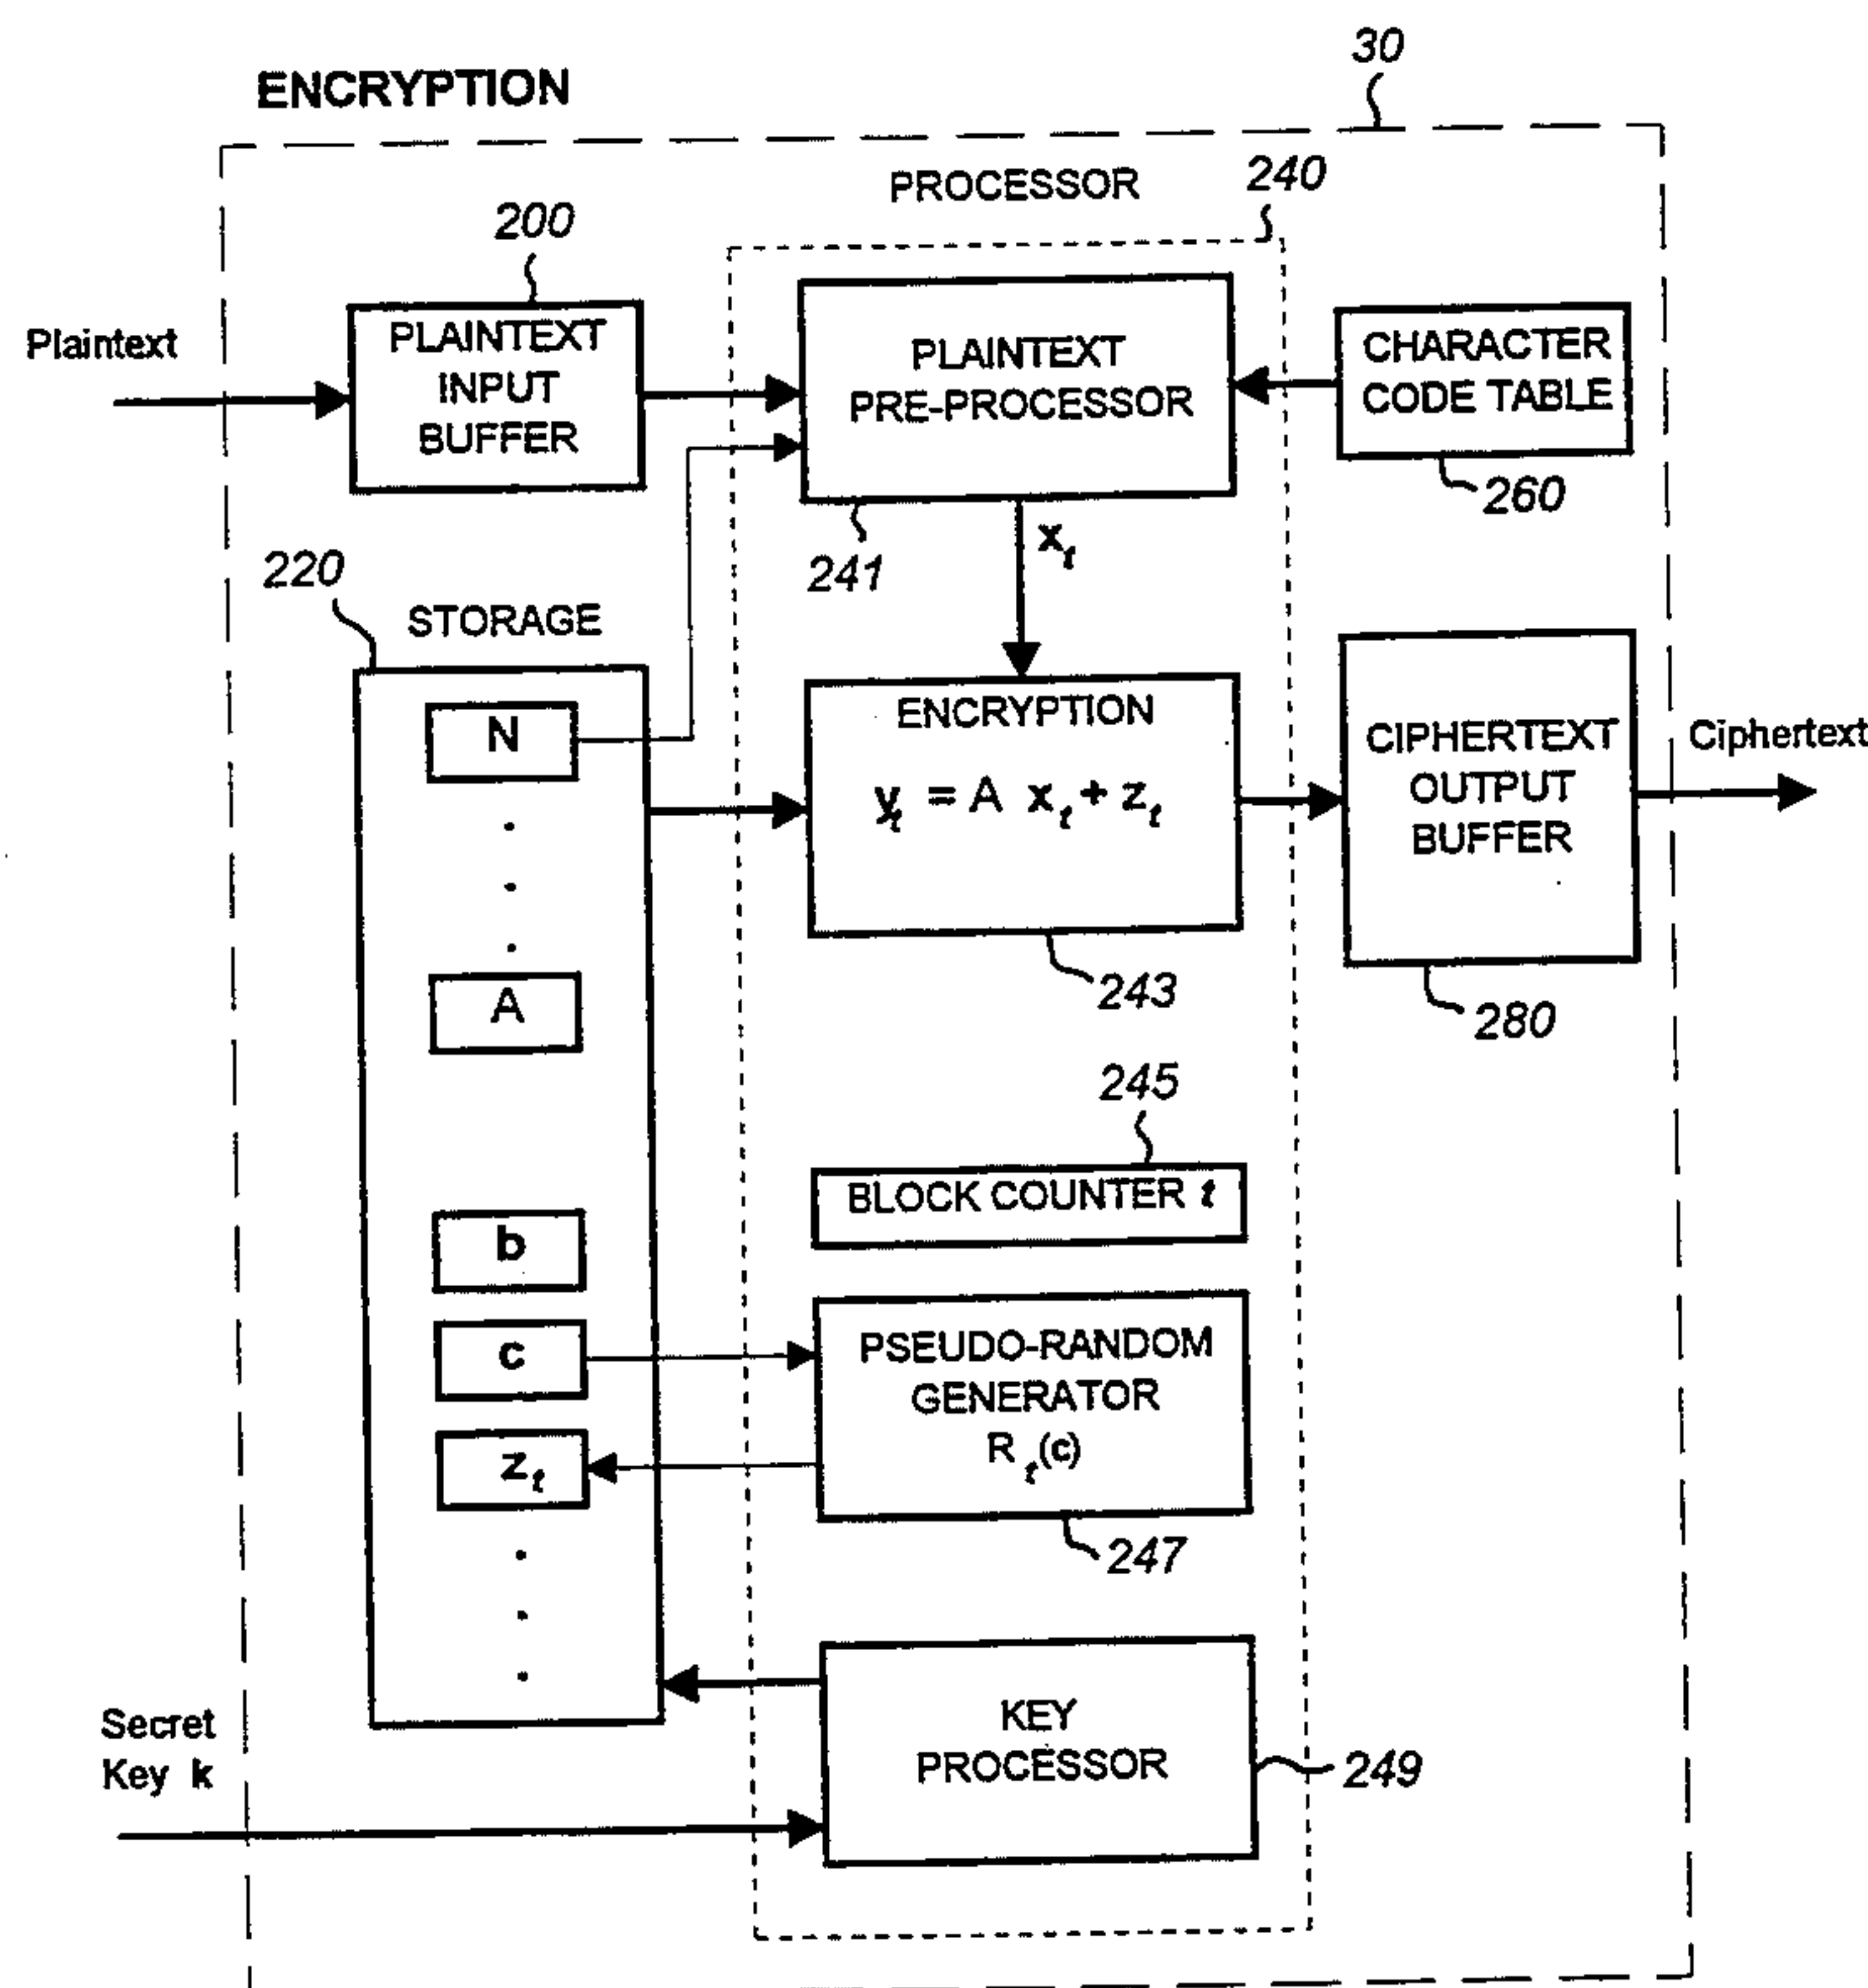 30
ENCRYPTION
240
PROCESSOR
200
Plaintext
PLAINTEXT
INPUT
BUFFER
PLAINTEXT
PRE-PROCESSOR
CHARACTER
CODE TABLE
260
241
xₜ
220
STORAGE
N
ENCRYPTION
yₜ = A xₜ + zₜ
CIPHERTEXT
OUTPUT
BUFFER
Ciphertext
A
243
280
245
BLOCK COUNTER t
b
c
PSEUDO-RANDOM
GENERATOR
Rₜ(c)
zₜ
247
Secret
Key k
KEY
PROCESSOR
249